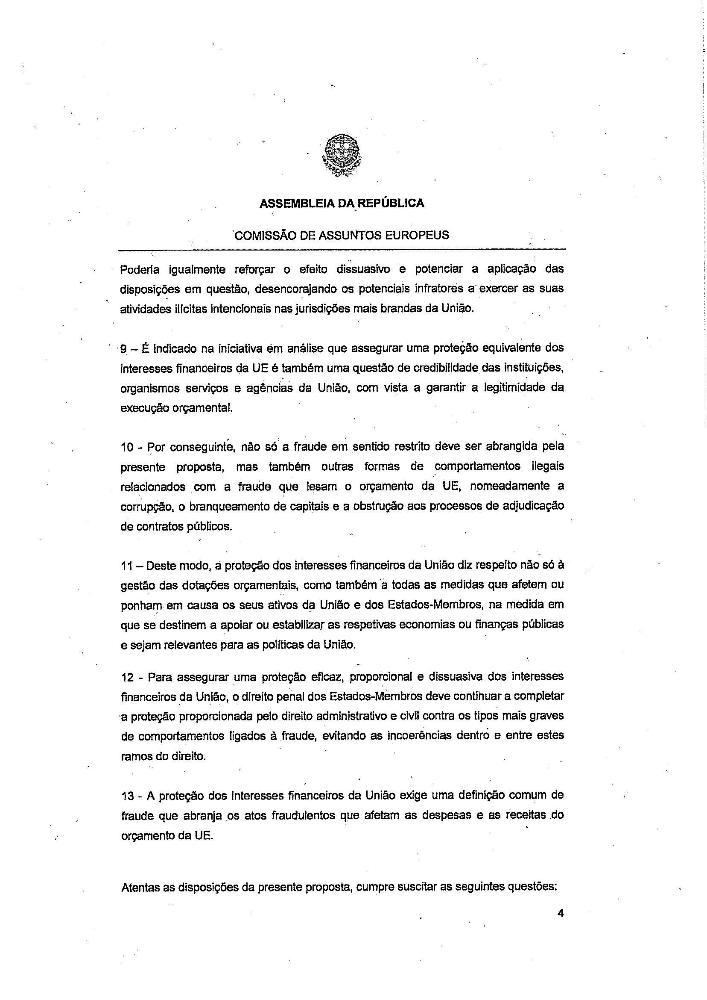 ASSEMBLEIA DA REPÚBLICA
COMISSÃO DE ASSUNTOS EUROPEUS
Poderia igualmente reforçar o efeito dissuasivo e potenciar a aplicação das
disposições em questão, desencorajando os potenciais infratores a exercer as suas
atividades ilícitas intencionais nas jurisdições mais brandas da União.
9 – É indicado na iniciativa em análise que assegurar uma proteção equivalente dos
interesses financeiros da UE é também uma questão de credibilidade das instituições,
organismos serviços e agências da União, com vista a garantir a legitimidade da
execução orçamental.
10 - Por conseguinte, não só a fraude em sentido restrito deve ser abrangida pela
presente proposta, mas também outras formas de comportamentos ilegais
relacionados com a fraude que lesam o orçamento da UE, nomeadamente a
corrupção, o branqueamento de capitais e a obstrução aos processos de adjudicação
de contratos públicos.
11 – Deste modo, a proteção dos interesses financeiros da União diz respeito não só à
gestão das dotações orçamentais, como também a todas as medidas que afetem ou
ponham em causa os seus ativos da União e dos Estados-Membros, na medida em
que se destinem a apoiar ou estabilizar as respetivas economias ou finanças públicas
e sejam relevantes para as políticas da União.
12 - Para assegurar uma proteção eficaz, proporcional e dissuasiva dos interesses
financeiros da União, o direito penal dos Estados-Membros deve continuar a completar
a proteção proporcionada pelo direito administrativo e civil contra os tipos mais graves
de comportamentos ligados à fraude, evitando as incoerências dentro e entre estes
ramos do direito.
13 - A proteção dos interesses financeiros da União exige uma definição comum de
fraude que abranja os atos fraudulentos que afetam as despesas e as receitas do
orçamento da UE.
Atentas as disposições da presente proposta, cumpre suscitar as seguintes questões:
4